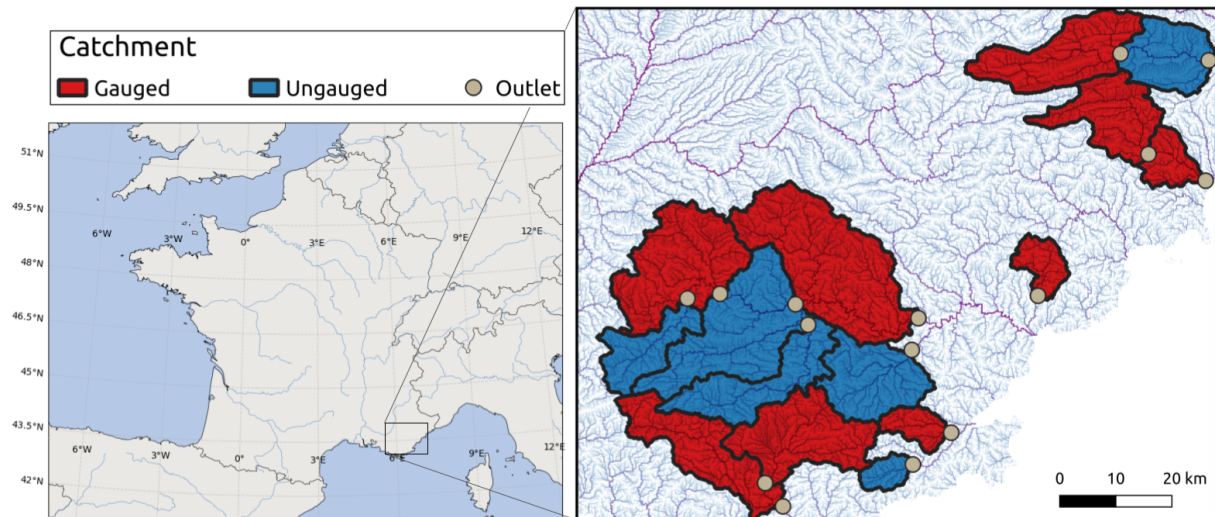 Catchment
Gauged Ungauged Outlet
51°N
49.5°N
6°W 3°W 0° 3°E 6°E 9°E 12°E
48°N
46.5°N
45°N
43.5°N
42°N
6°W 3°W 0° 3°E 6°E 9°E 12°E
0 10 20 km